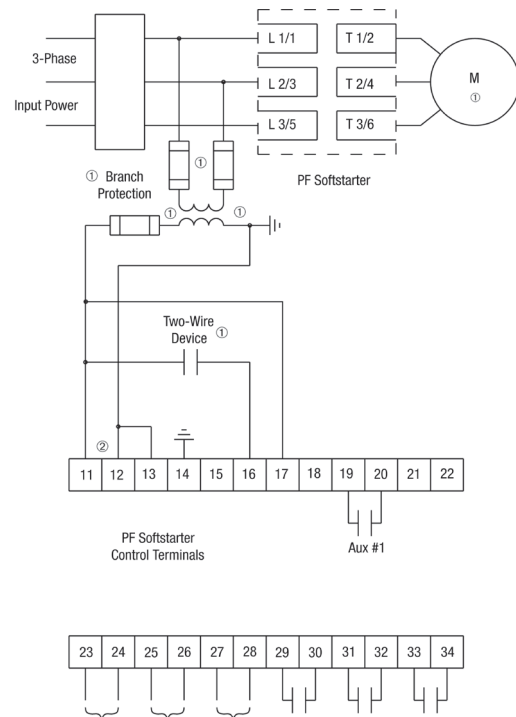 3-Phase
Input Power
L 1/1
T 1/2
L 2/3
T 2/4
L 3/5
T 3/6
M
①
PF Softstarter
① Branch
Protection
①
①
①
Two-Wire
Device ①
②
11 12 13 14 15 16 17 18 19 20 21 22
PF Softstarter
Control Terminals
Aux #1
23 24 25 26 27 28 29 30 31 32 33 34